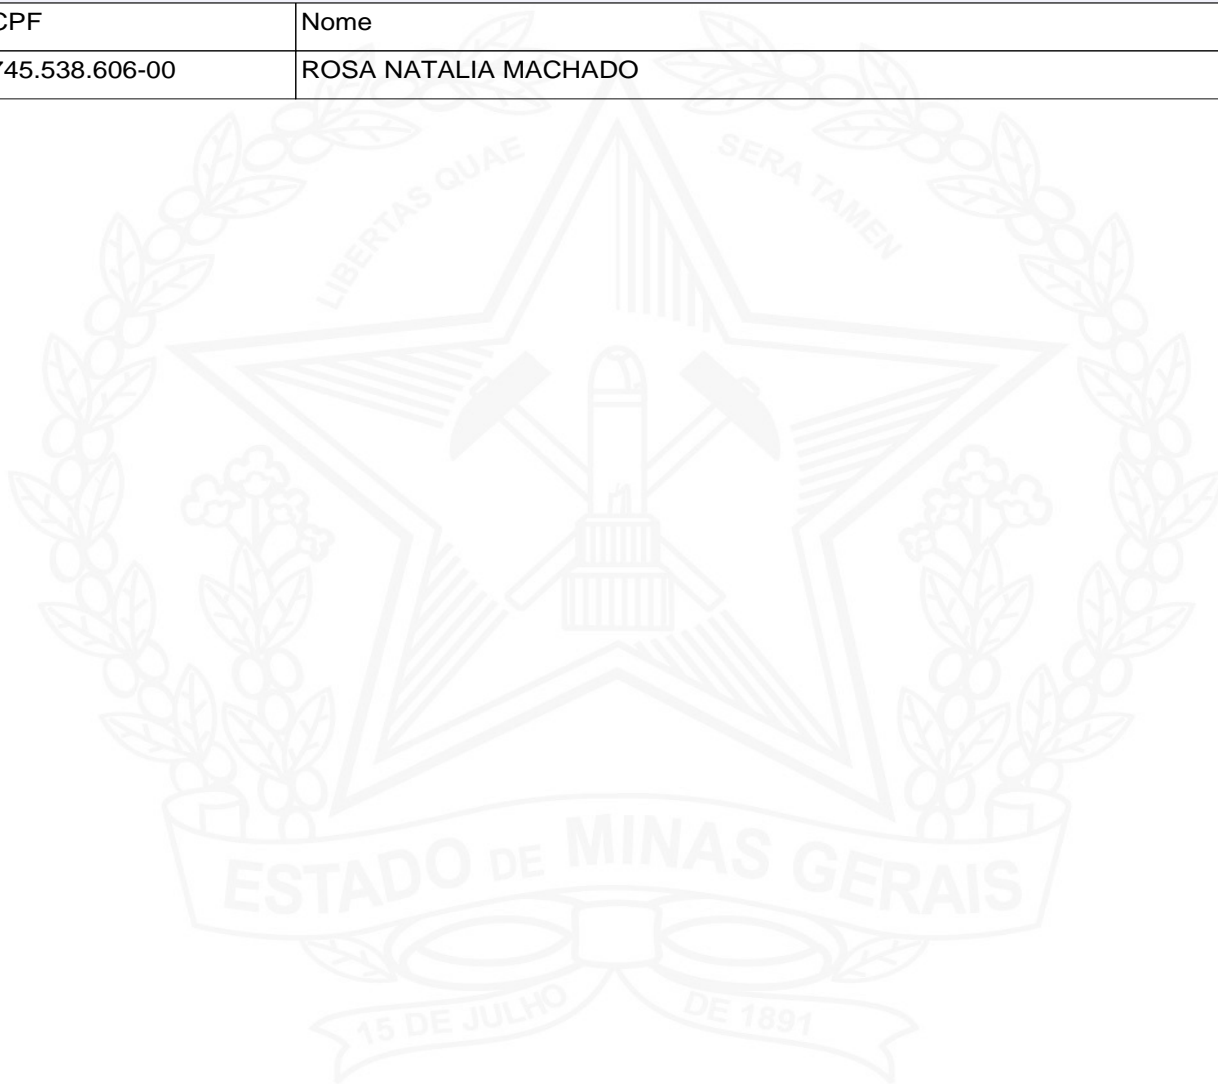 CPF Nome
745.538.606-00 ROSA NATALIA MACHADO
LIBERTAS QUAE SERA TAMEN
ESTADO DE MINAS GERAIS
15 DE JULHO DE 1891